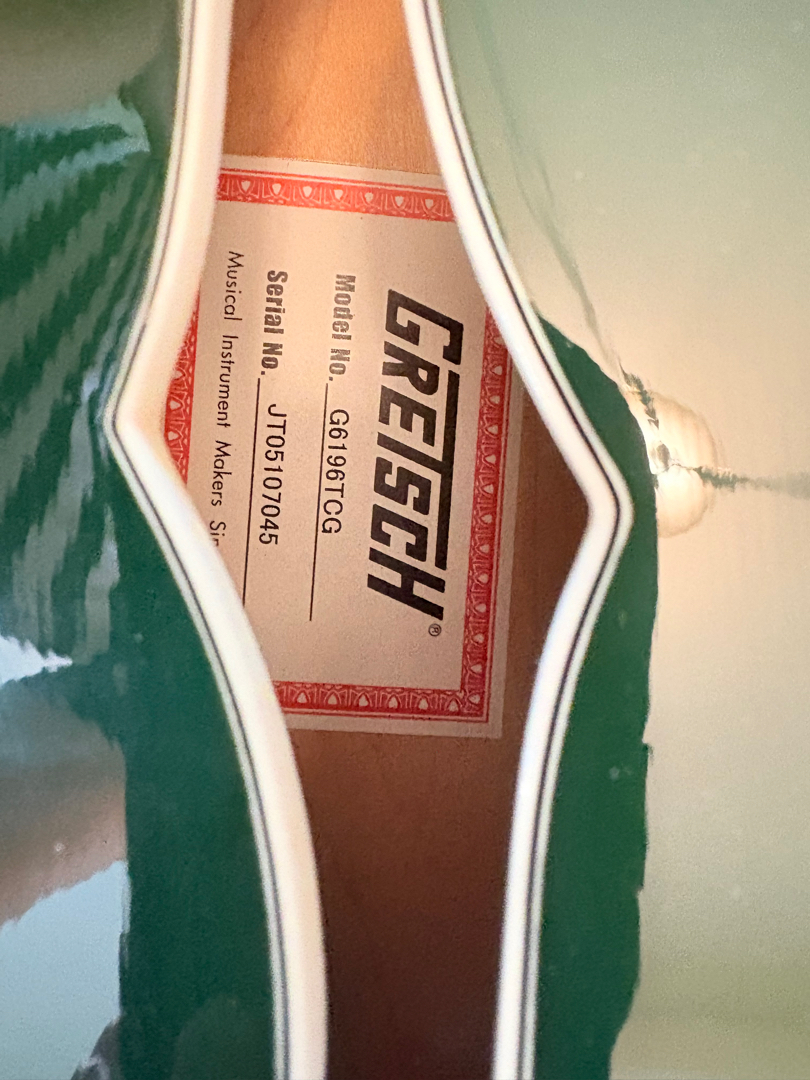 GRETSCH®
Model No. G6196TCG
Serial No. JT05107045
Musical Instrument Makers